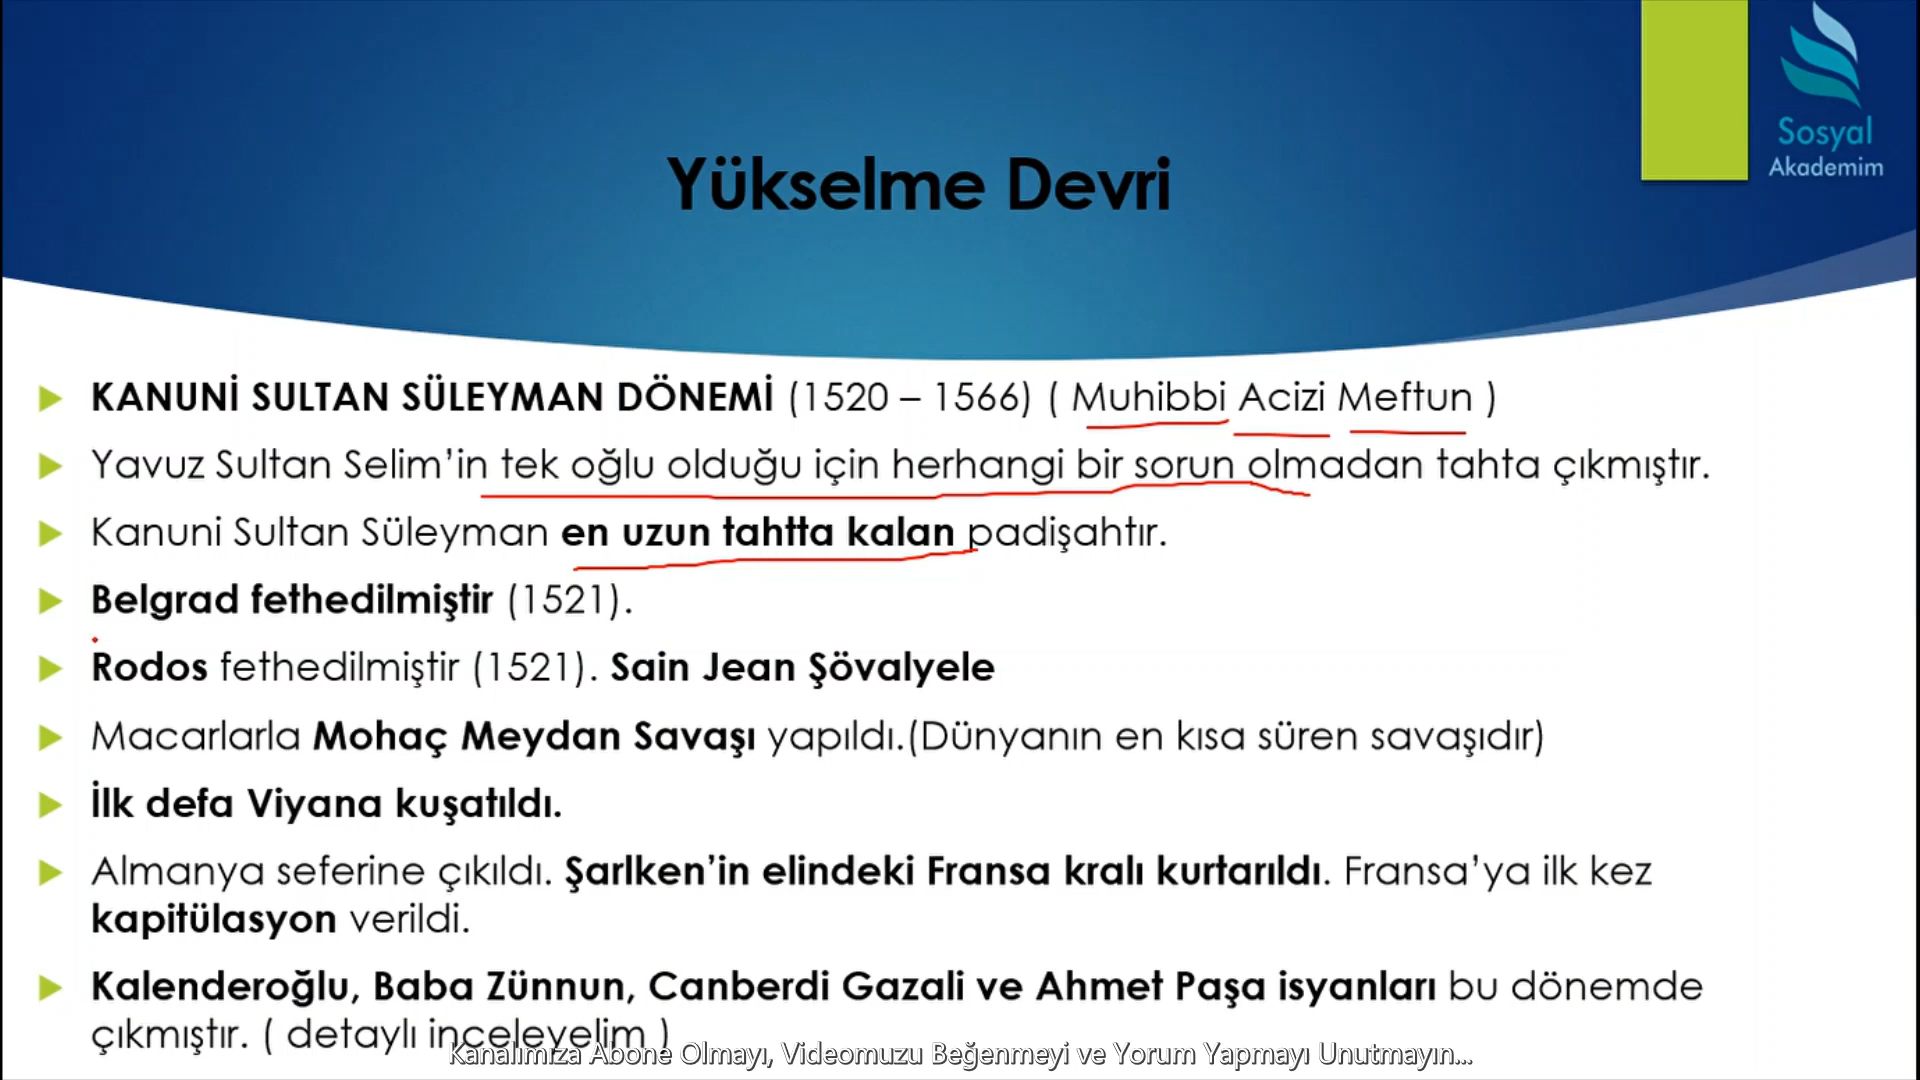 Sosyal
Akademim
Yükselme Devri
KANUNİ SULTAN SÜLEYMAN DÖNEMİ (1520 – 1566) ( Muhibbi Acizi Meftun )
Yavuz Sultan Selim’in tek oğlu olduğu için herhangi bir sorun olmadan tahta çıkmıştır.
Kanuni Sultan Süleyman en uzun tahtta kalan padişahtır.
Belgrad fethedilmiştir (1521).
Rodos fethedilmiştir (1521). Sain Jean Şövalyele
Macarlarla Mohaç Meydan Savaşı yapıldı.(Dünyanın en kısa süren savaşıdır)
İlk defa Viyana kuşatıldı.
Almanya seferine çıkıldı. Şarlken’in elindeki Fransa kralı kurtarıldı. Fransa’ya ilk kez
kapitülasyon verildi.
Kalenderoğlu, Baba Zünnun, Canberdi Gazali ve Ahmet Paşa isyanları bu dönemde
çıkmıştır. ( detaylı inceleyelim )
Kanalımıza Abone Olmayı, Videomuzu Beğenmeyi ve Yorum Yapmayı Unutmayın...